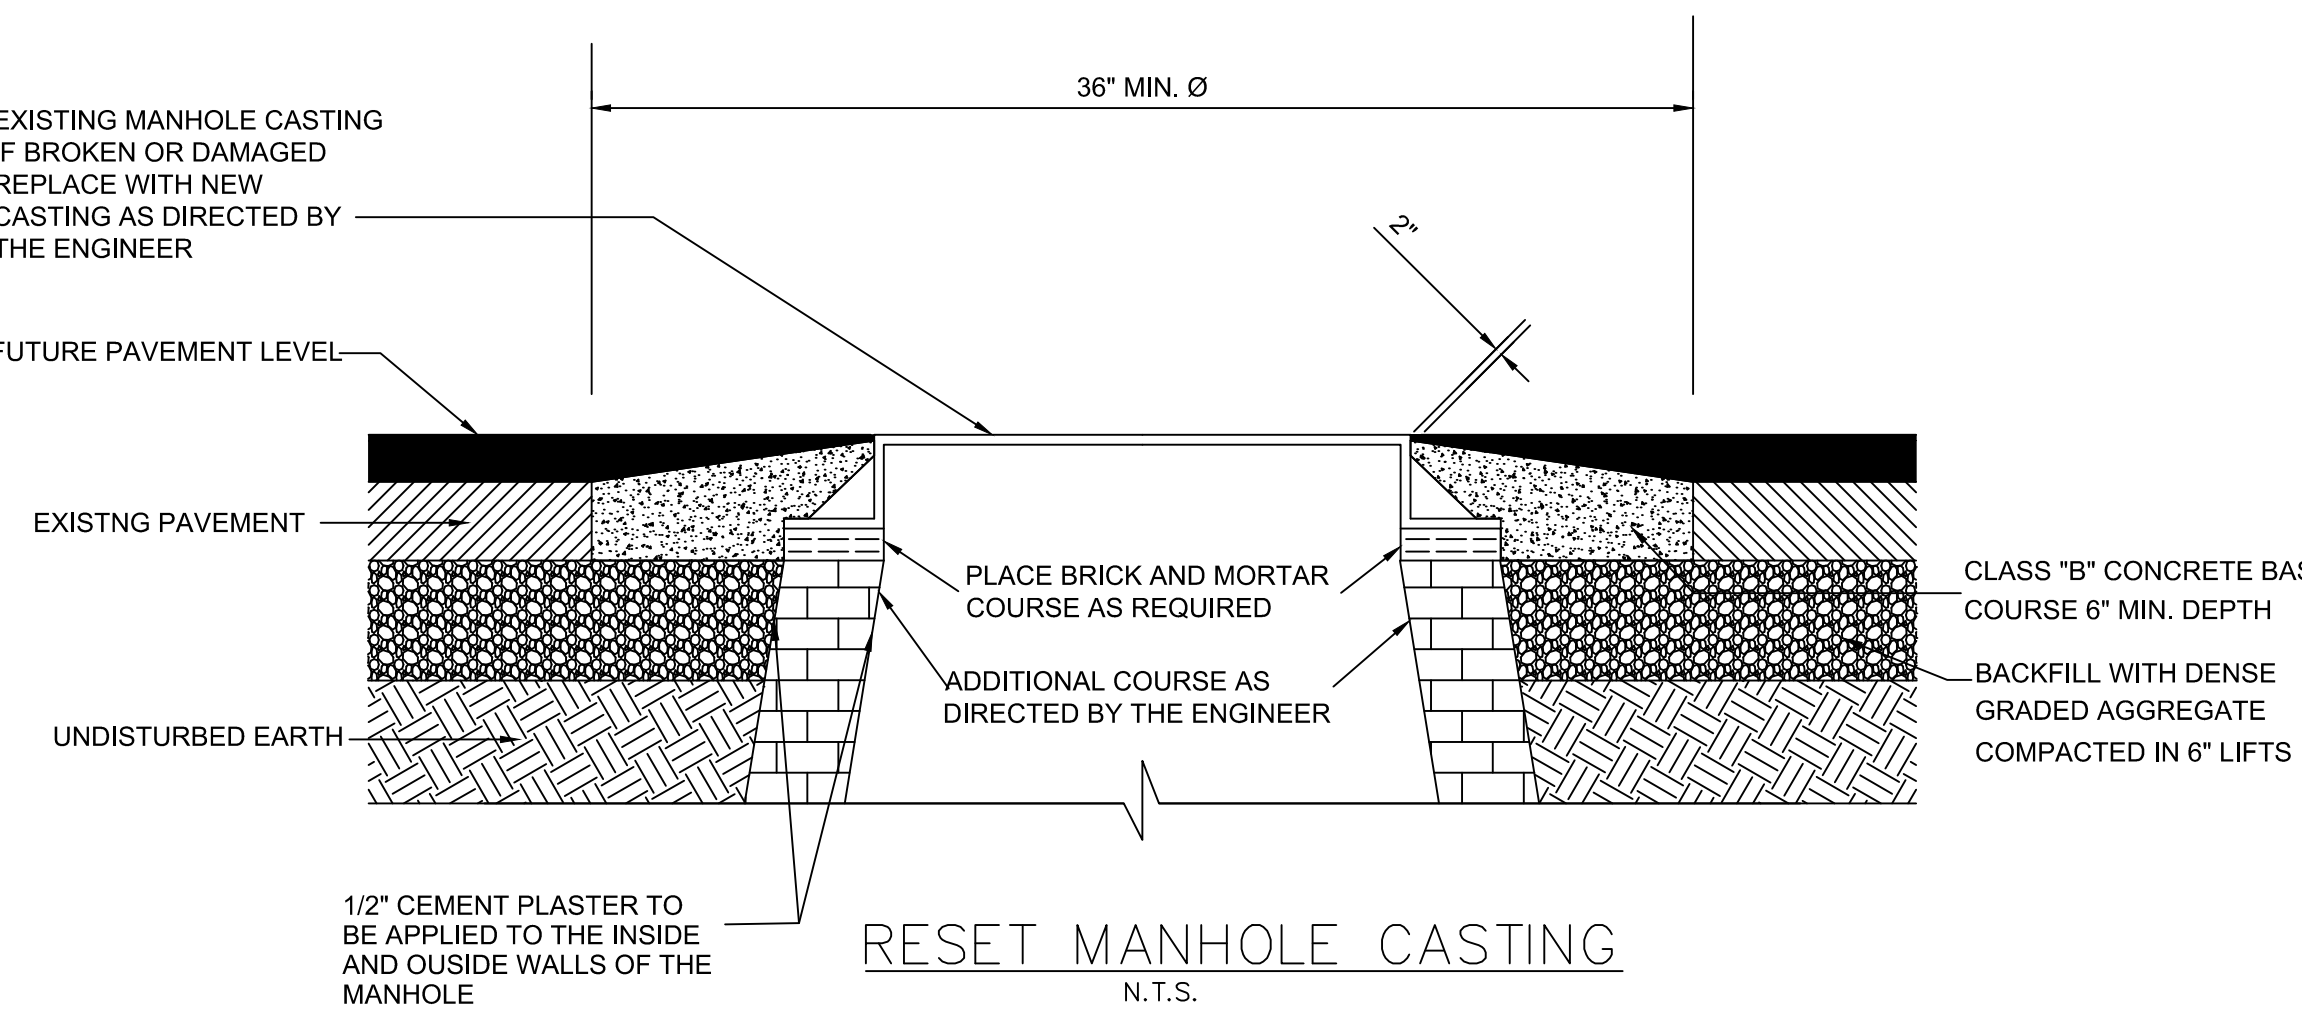 36" MIN. Ø
EXISTING MANHOLE CASTING
IF BROKEN OR DAMAGED
REPLACE WITH NEW
CASTING AS DIRECTED BY
THE ENGINEER
2"
FUTURE PAVEMENT LEVEL
EXISTNG PAVEMENT
PLACE BRICK AND MORTAR
COURSE AS REQUIRED
CLASS "B" CONCRETE BAS
COURSE 6" MIN. DEPTH
ADDITIONAL COURSE AS
DIRECTED BY THE ENGINEER
BACKFILL WITH DENSE
GRADED AGGREGATE
COMPACTED IN 6" LIFTS
UNDISTURBED EARTH
1/2" CEMENT PLASTER TO
BE APPLIED TO THE INSIDE
AND OUSIDE WALLS OF THE
MANHOLE
RESET MANHOLE CASTING
N.T.S.